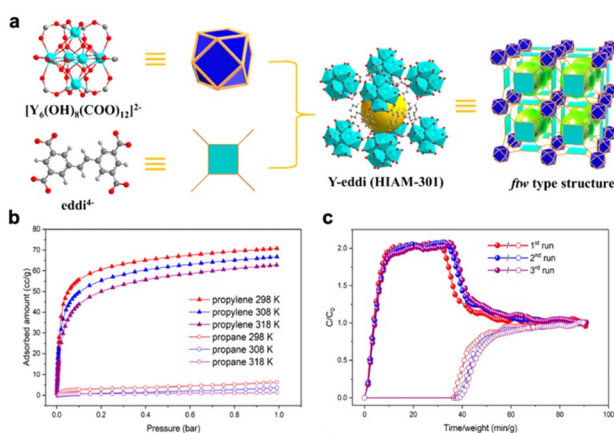 a
[Y₆(OH)₈(COO)₁₂]²⁻
eddi⁴⁻
Y-eddi (HIAM-301)
ftw type structure
b
Adsorbed amount (cc/g)
80
70
60
50
40
30
20
10
0
propylene 298 K
propylene 308 K
propylene 318 K
propane 298 K
propane 308 K
propane 318 K
0.0 0.2 0.4 0.6 0.8 1.0
Pressure (bar)
c
C/C₀
2.0
1.5
1.0
0.5
0.0
/ 1ˢᵗ run
/ 2ⁿᵈ run
/ 3ʳᵈ run
0 20 40 60 80 100
Time/weight (min/g)